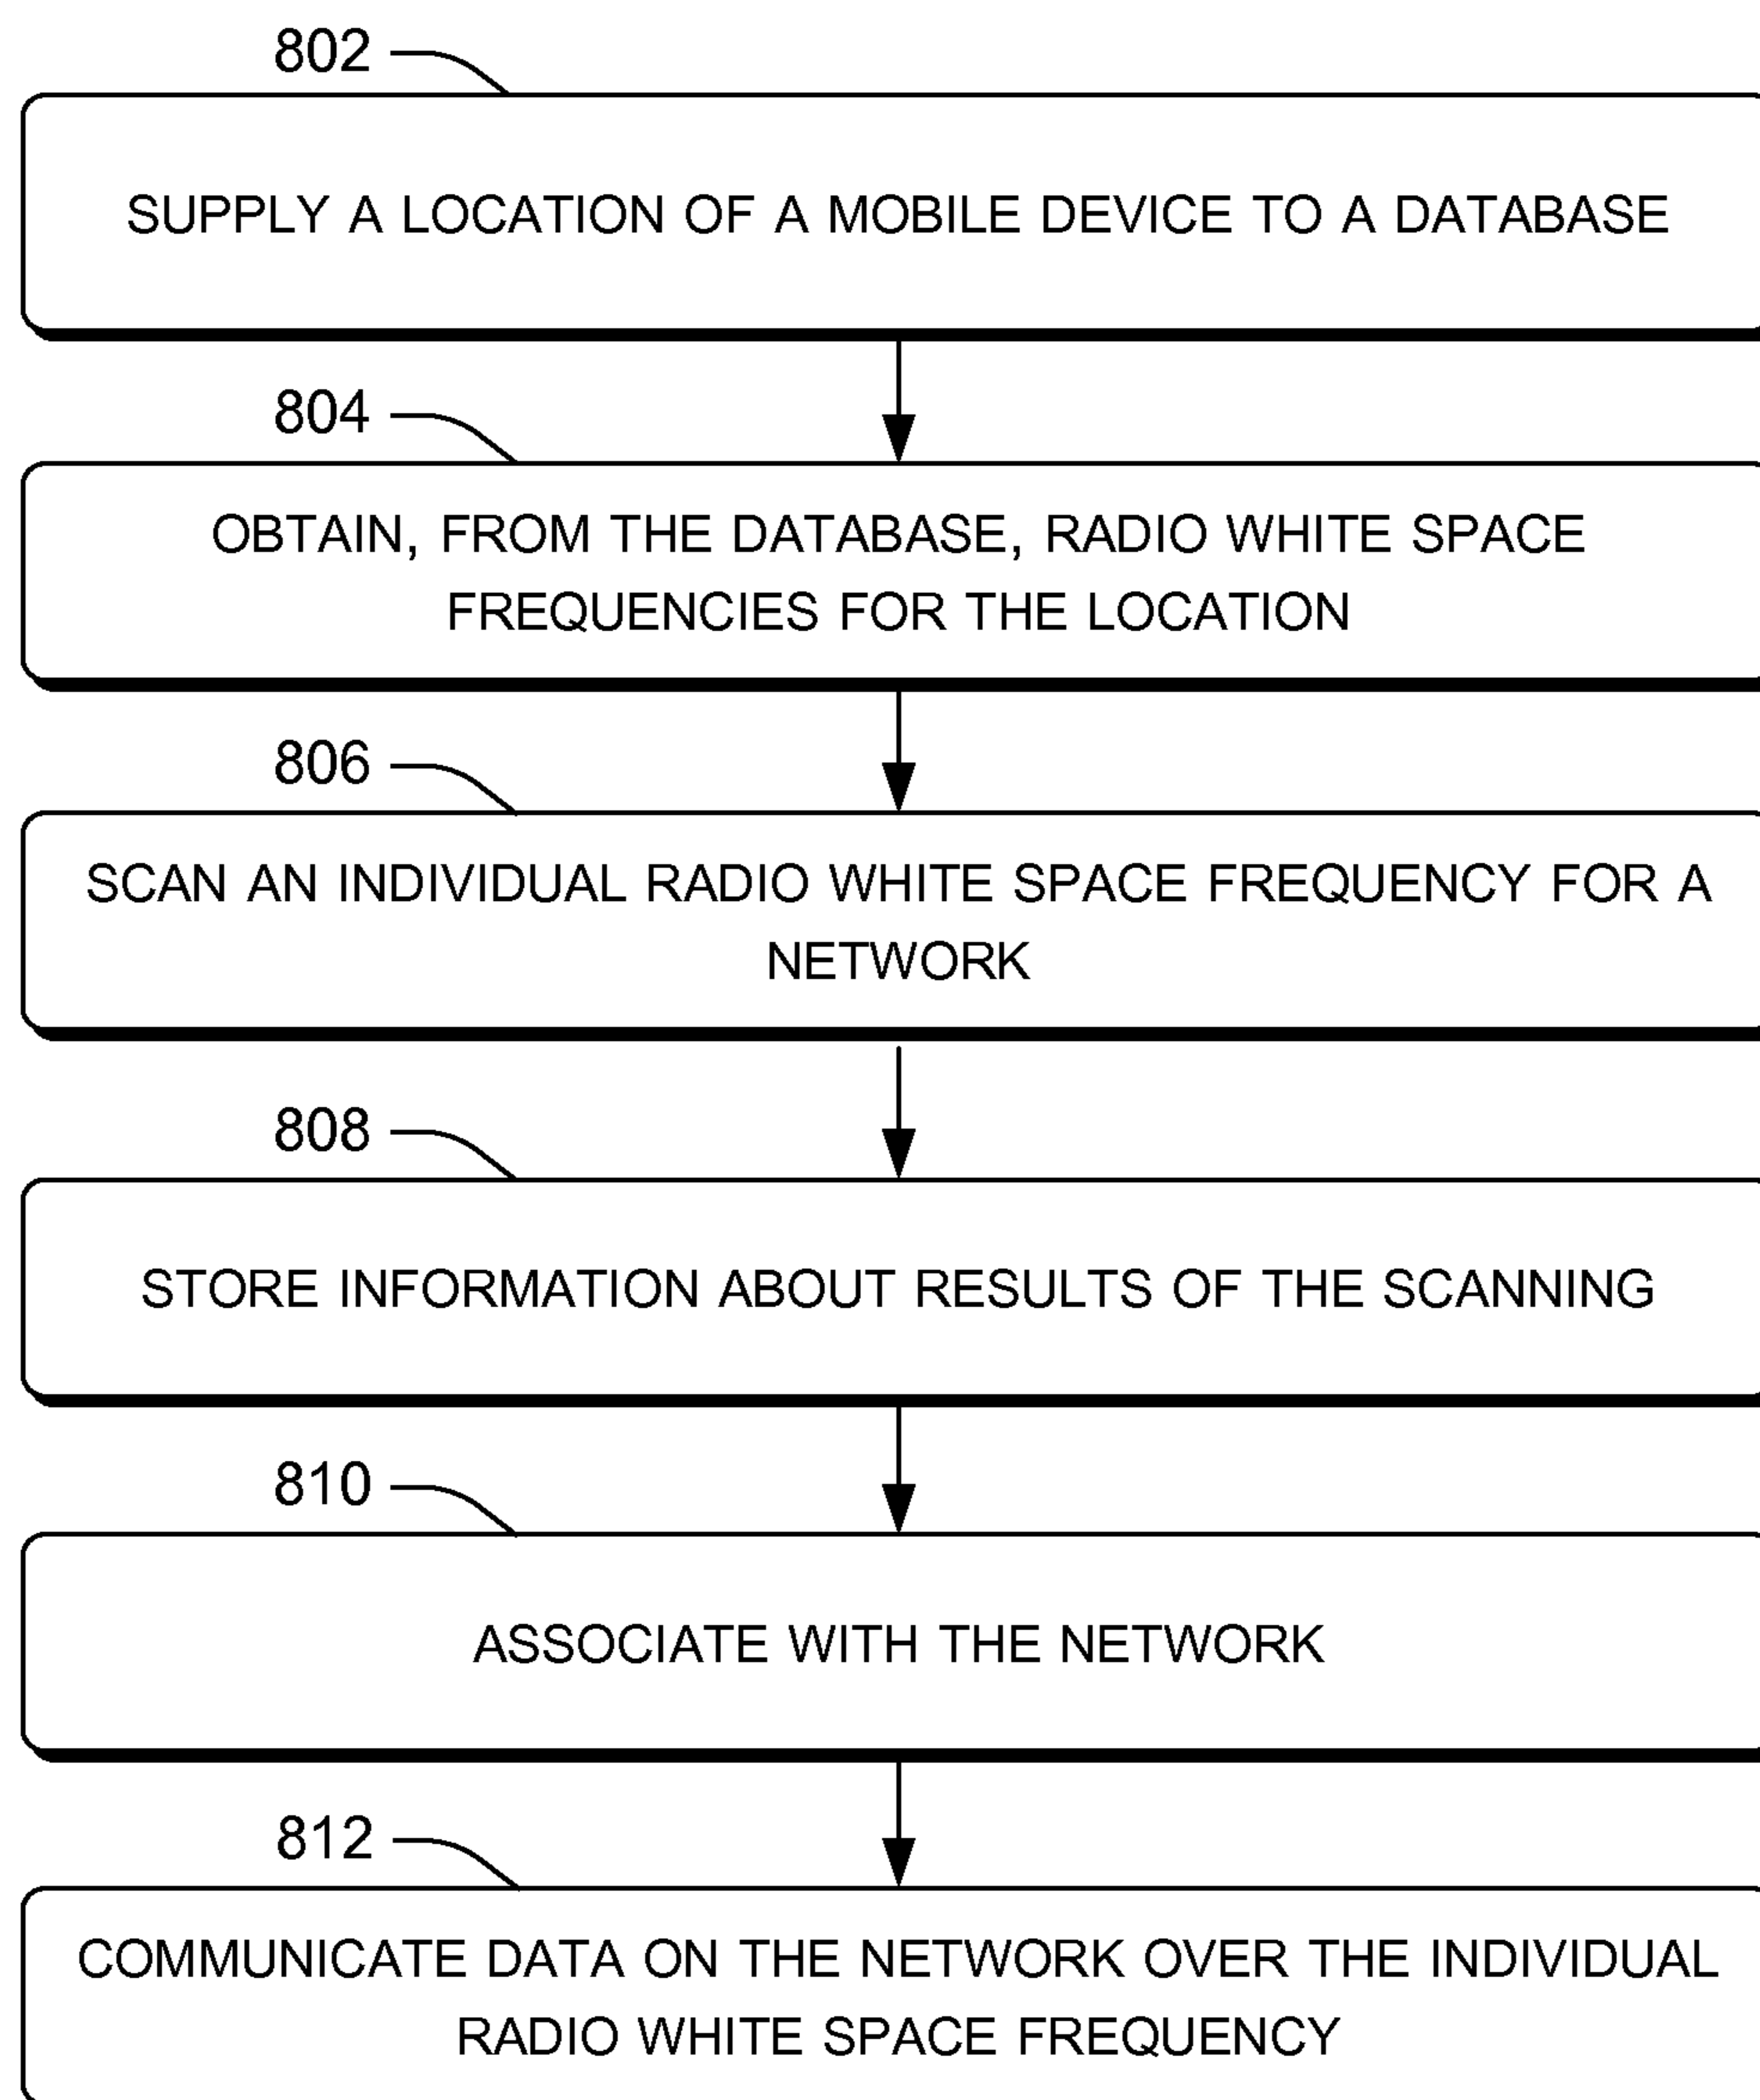 802
SUPPLY A LOCATION OF A MOBILE DEVICE TO A DATABASE
804
OBTAIN, FROM THE DATABASE, RADIO WHITE SPACE
FREQUENCIES FOR THE LOCATION
806
SCAN AN INDIVIDUAL RADIO WHITE SPACE FREQUENCY FOR A
NETWORK
808
STORE INFORMATION ABOUT RESULTS OF THE SCANNING
810
ASSOCIATE WITH THE NETWORK
812
COMMUNICATE DATA ON THE NETWORK OVER THE INDIVIDUAL
RADIO WHITE SPACE FREQUENCY